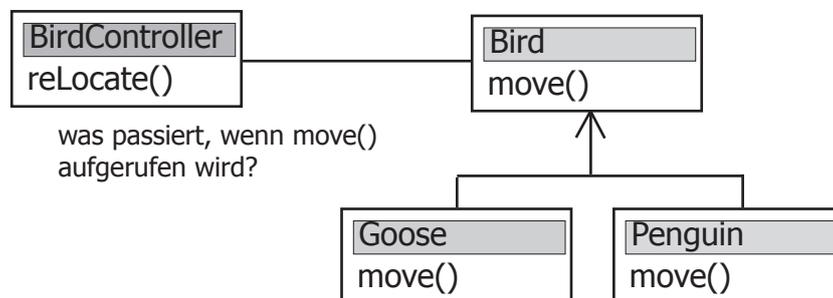 BirdController
reLocate()
Bird
move()
was passiert, wenn move()
aufgerufen wird?
Goose
move()
Penguin
move()